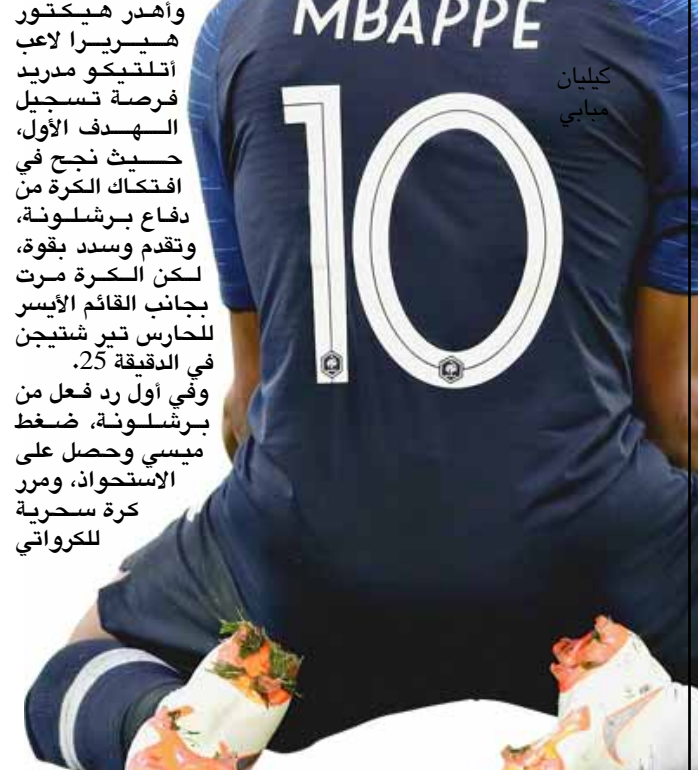 وأهدر هيكتور
هيريرا لاعب
أتلتيكو مدريد
فرصة تسجيل
الهدف الأول،
حيث نجح في
افتكاك الكرة من
دفاع برشلونة،
وتقدم وسدد بقوة،
لكن الكرة مرت
بجانب القائم الأيسر
للحارس تير شتيجن
في الدقيقة 25.
وفي أول رد فعل من
برشلونة، ضغط
ميسي وحصل على
الاستحواذ، ومرر
كرة سحرية
للكرواتي
MBAPPE
10
كيليان
مبابي